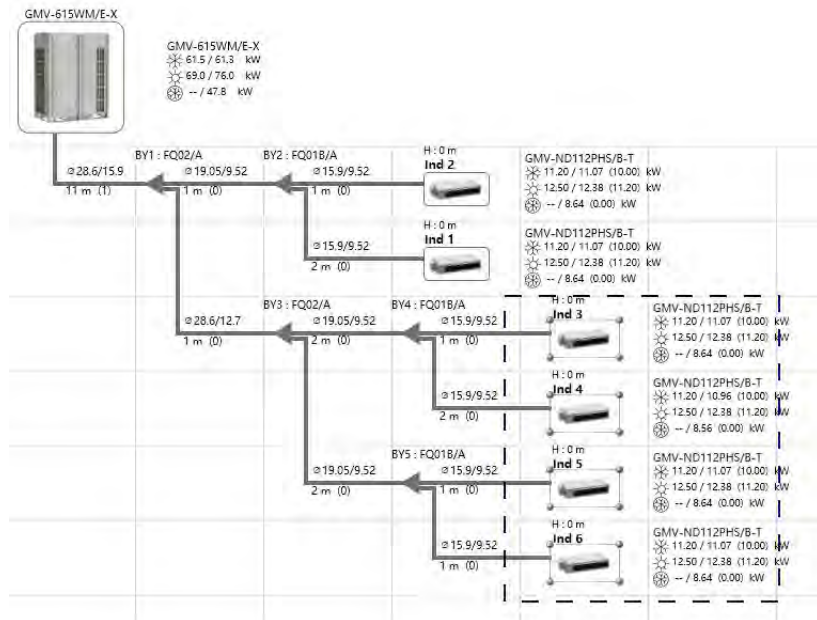 GMV-615WM/E-X
GMV-615WM/E-X
61.5 / 61.3 kW
69.0 / 76.0 kW
-- / 47.8 kW
BY1 : FQ02/A
BY2 : FQ01B/A
H : 0 m
Ind 2
⌀28.6/15.9
11 m (1)
⌀19.05/9.52
1 m (0)
⌀15.9/9.52
1 m (0)
GMV-ND112PHS/B-T
11.20 / 11.07 (10.00) kW
12.50 / 12.38 (11.20) kW
-- / 8.64 (0.00) kW
H : 0 m
Ind 1
⌀15.9/9.52
2 m (0)
GMV-ND112PHS/B-T
11.20 / 11.07 (10.00) kW
12.50 / 12.38 (11.20) kW
-- / 8.64 (0.00) kW
BY3 : FQ02/A
BY4 : FQ01B/A
H : 0 m
Ind 3
⌀28.6/12.7
1 m (0)
⌀19.05/9.52
2 m (0)
⌀15.9/9.52
1 m (0)
GMV-ND112PHS/B-T
11.20 / 11.07 (10.00) kW
12.50 / 12.38 (11.20) kW
-- / 8.64 (0.00) kW
H : 0 m
Ind 4
⌀15.9/9.52
2 m (0)
GMV-ND112PHS/B-T
11.20 / 10.96 (10.00) kW
12.50 / 12.38 (11.20) kW
-- / 8.56 (0.00) kW
BY5 : FQ01B/A
H : 0 m
Ind 5
⌀19.05/9.52
2 m (0)
⌀15.9/9.52
1 m (0)
GMV-ND112PHS/B-T
11.20 / 11.07 (10.00) kW
12.50 / 12.38 (11.20) kW
-- / 8.64 (0.00) kW
H : 0 m
Ind 6
⌀15.9/9.52
1 m (0)
GMV-ND112PHS/B-T
11.20 / 11.07 (10.00) kW
12.50 / 12.38 (11.20) kW
-- / 8.64 (0.00) kW